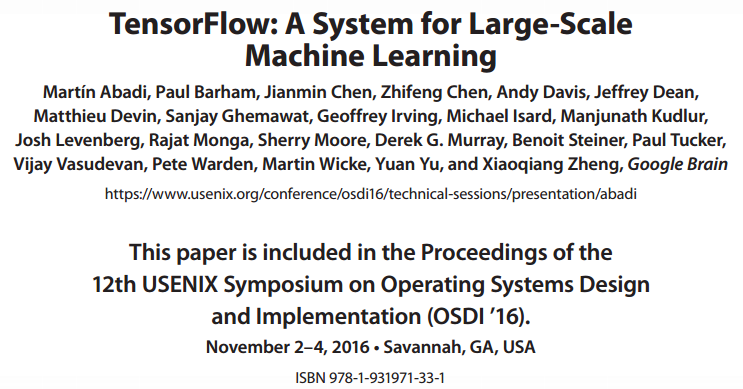 TensorFlow: A System for Large-Scale
Machine Learning
Martín Abadi, Paul Barham, Jianmin Chen, Zhifeng Chen, Andy Davis, Jeffrey Dean,
Matthieu Devin, Sanjay Ghemawat, Geoffrey Irving, Michael Isard, Manjunath Kudlur,
Josh Levenberg, Rajat Monga, Sherry Moore, Derek G. Murray, Benoit Steiner, Paul Tucker,
Vijay Vasudevan, Pete Warden, Martin Wicke, Yuan Yu, and Xiaoqiang Zheng, Google Brain
https://www.usenix.org/conference/osdi16/technical-sessions/presentation/abadi
This paper is included in the Proceedings of the
12th USENIX Symposium on Operating Systems Design
and Implementation (OSDI ’16).
November 2–4, 2016 • Savannah, GA, USA
ISBN 978-1-931971-33-1